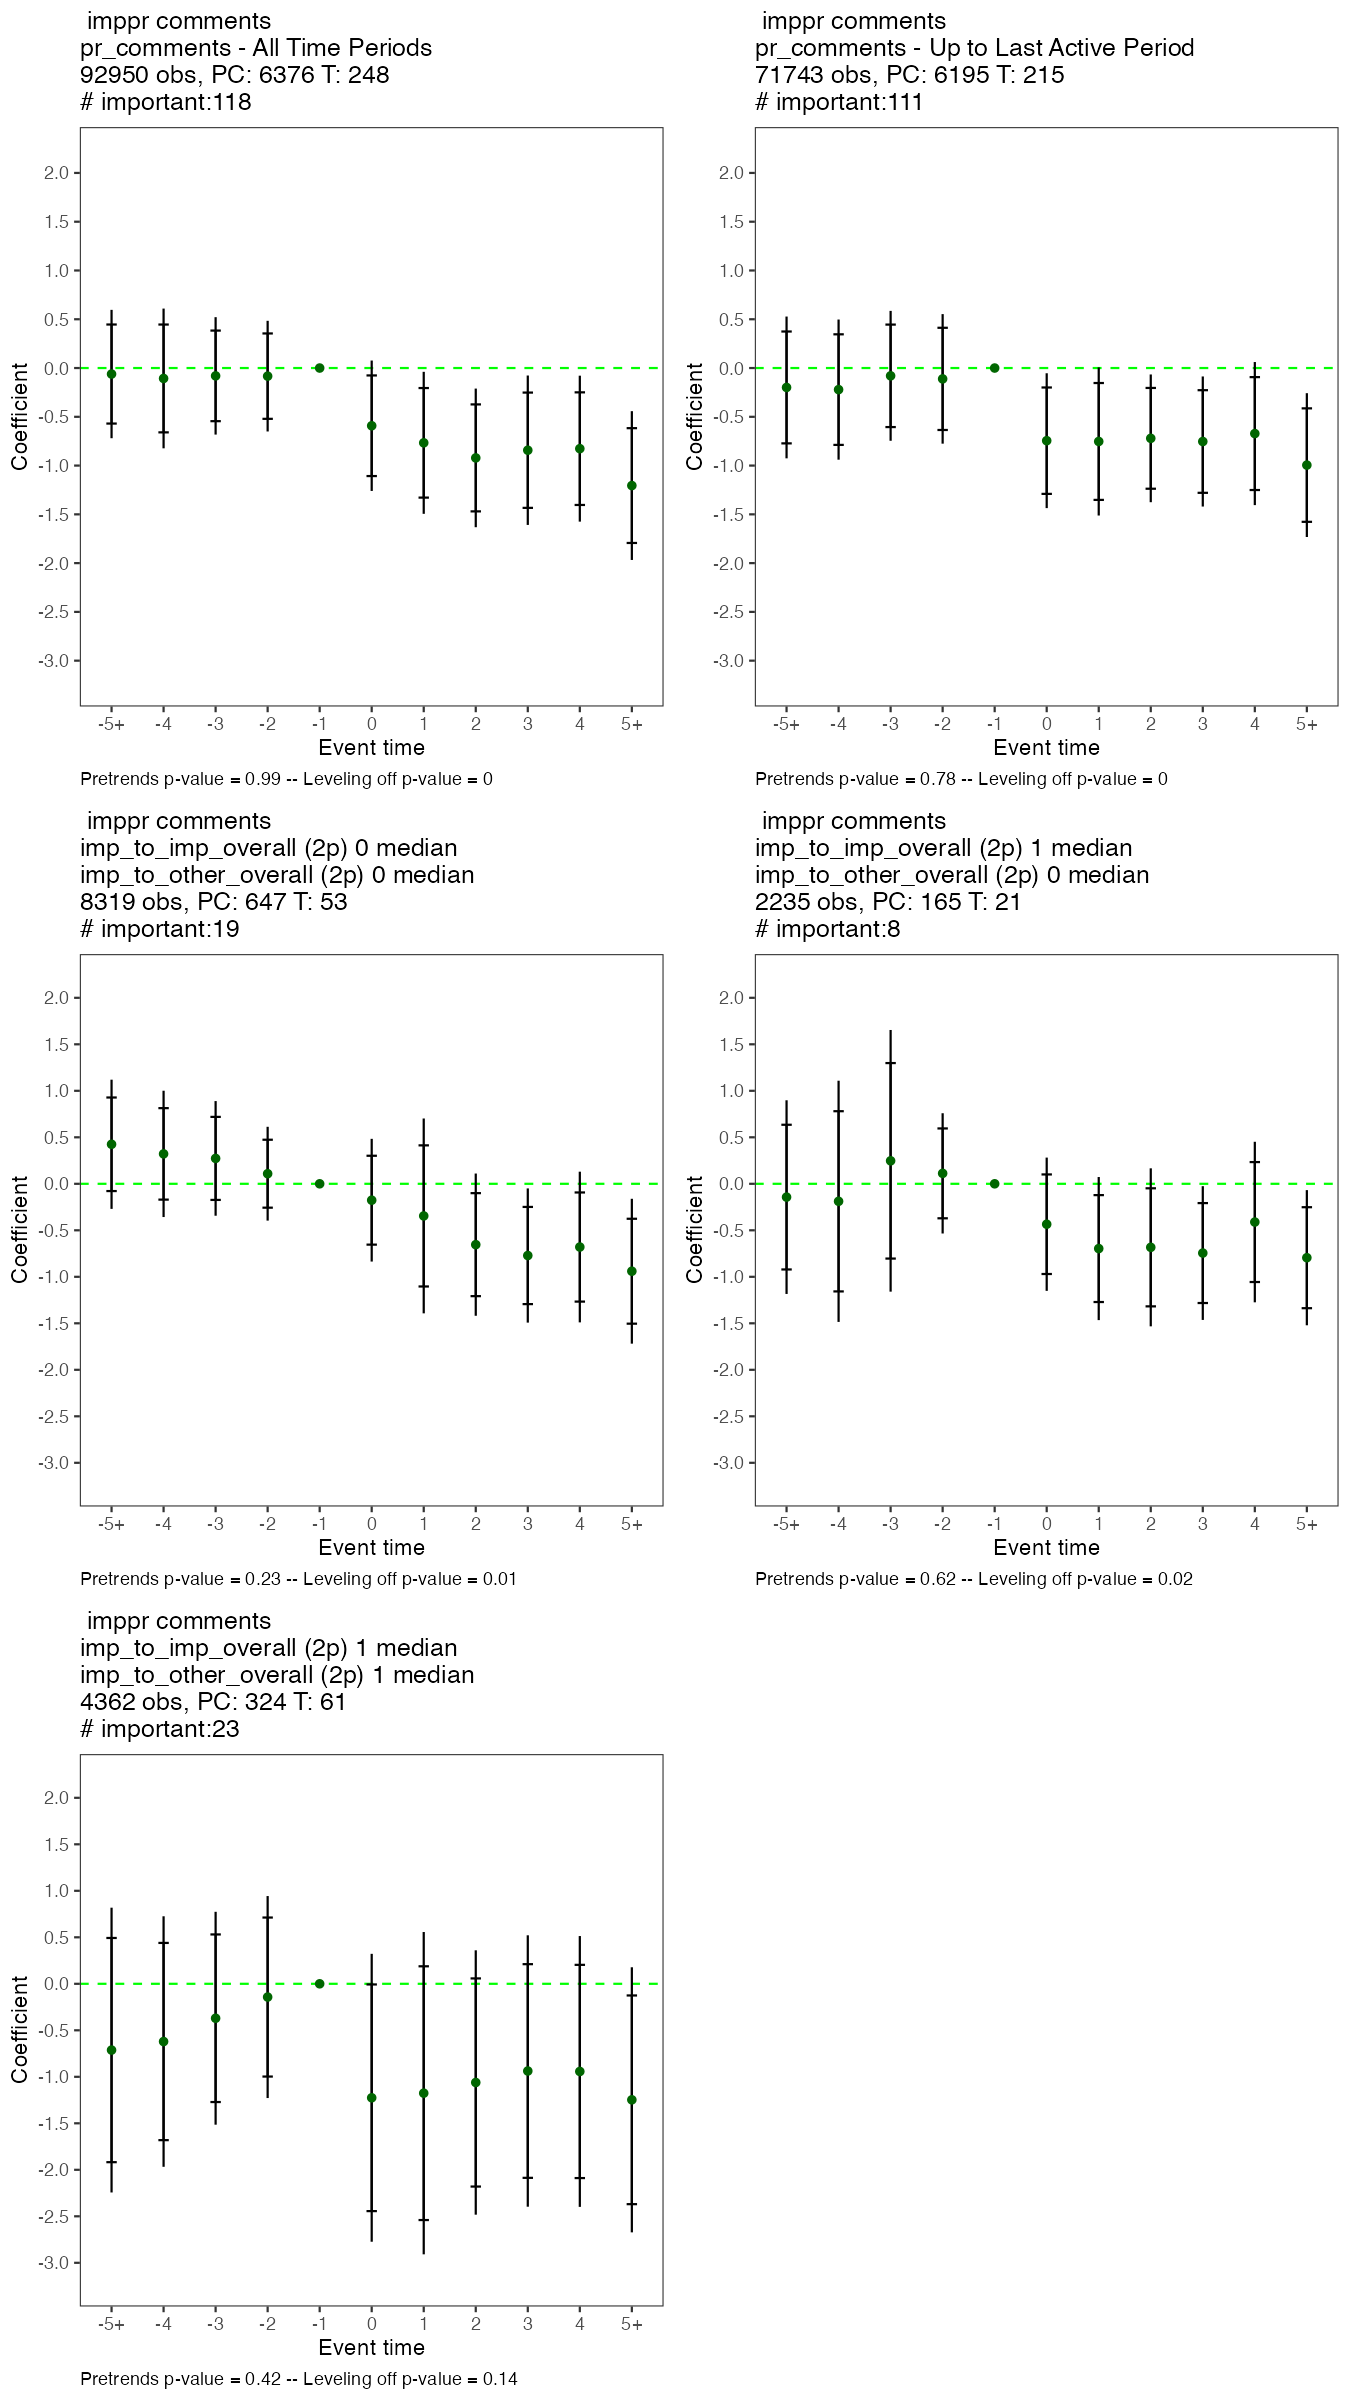 imppr comments
pr_comments - All Time Periods
92950 obs, PC: 6376 T: 248
# important:118
2.0
1.5
1.0
0.5
0.0
-0.5
-1.0
-1.5
-2.0
-2.5
-3.0
Coefficient
-5+ -4 -3 -2 -1 0 1 2 3 4 5+
Event time
Pretrends p-value = 0.99 -- Leveling off p-value = 0
imppr comments
pr_comments - Up to Last Active Period
71743 obs, PC: 6195 T: 215
# important:111
2.0
1.5
1.0
0.5
0.0
-0.5
-1.0
-1.5
-2.0
-2.5
-3.0
Coefficient
-5+ -4 -3 -2 -1 0 1 2 3 4 5+
Event time
Pretrends p-value = 0.78 -- Leveling off p-value = 0
imppr comments
imp_to_imp_overall (2p) 0 median
imp_to_other_overall (2p) 0 median
8319 obs, PC: 647 T: 53
# important:19
2.0
1.5
1.0
0.5
0.0
-0.5
-1.0
-1.5
-2.0
-2.5
-3.0
Coefficient
-5+ -4 -3 -2 -1 0 1 2 3 4 5+
Event time
Pretrends p-value = 0.23 -- Leveling off p-value = 0.01
imppr comments
imp_to_imp_overall (2p) 1 median
imp_to_other_overall (2p) 0 median
2235 obs, PC: 165 T: 21
# important:8
2.0
1.5
1.0
0.5
0.0
-0.5
-1.0
-1.5
-2.0
-2.5
-3.0
Coefficient
-5+ -4 -3 -2 -1 0 1 2 3 4 5+
Event time
Pretrends p-value = 0.62 -- Leveling off p-value = 0.02
imppr comments
imp_to_imp_overall (2p) 1 median
imp_to_other_overall (2p) 1 median
4362 obs, PC: 324 T: 61
# important:23
2.0
1.5
1.0
0.5
0.0
-0.5
-1.0
-1.5
-2.0
-2.5
-3.0
Coefficient
-5+ -4 -3 -2 -1 0 1 2 3 4 5+
Event time
Pretrends p-value = 0.42 -- Leveling off p-value = 0.14